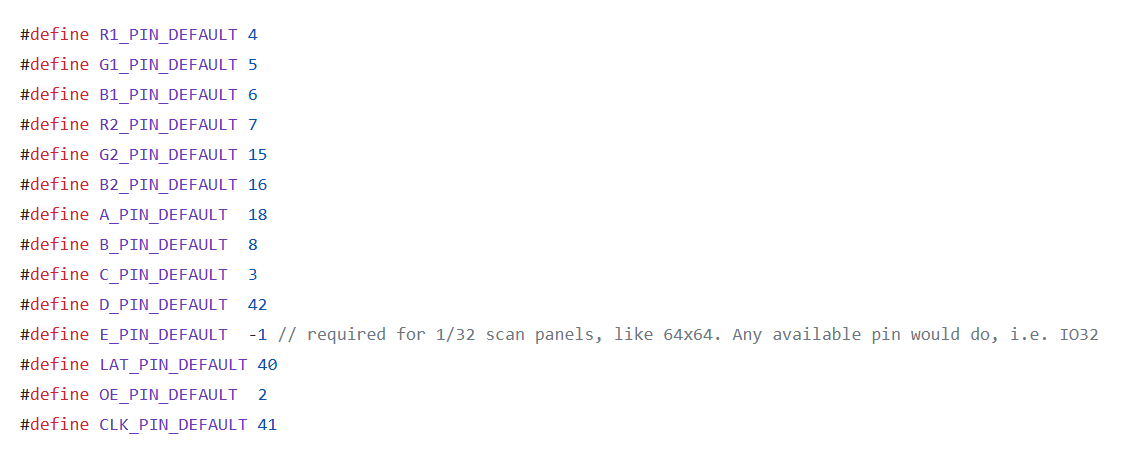 #define R1_PIN_DEFAULT 4
#define G1_PIN_DEFAULT 5
#define B1_PIN_DEFAULT 6
#define R2_PIN_DEFAULT 7
#define G2_PIN_DEFAULT 15
#define B2_PIN_DEFAULT 16
#define A_PIN_DEFAULT  18
#define B_PIN_DEFAULT  8
#define C_PIN_DEFAULT  3
#define D_PIN_DEFAULT  42
#define E_PIN_DEFAULT  -1 // required for 1/32 scan panels, like 64x64. Any available pin would do, i.e. IO32
#define LAT_PIN_DEFAULT 40
#define OE_PIN_DEFAULT  2
#define CLK_PIN_DEFAULT 41